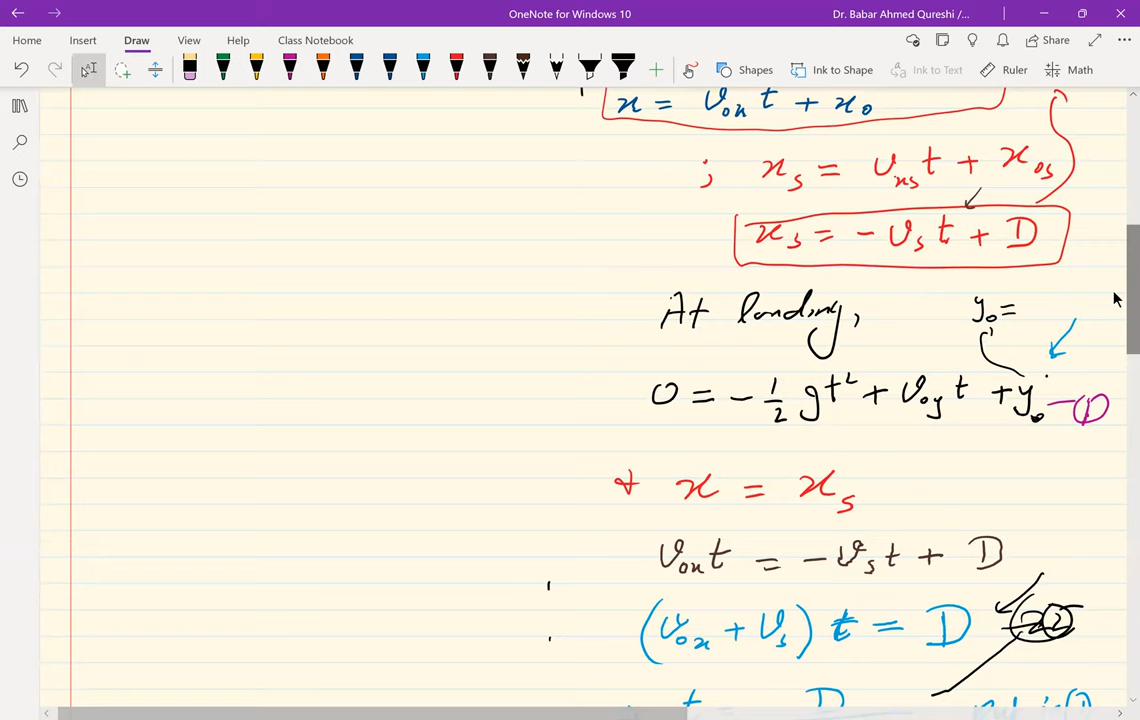 OneNote for Windows 10
Dr. Babar Ahmed Qureshi /...
Home Insert Draw View Help Class Notebook
Share
Shapes Ink to Shape Ink to Text Ruler Math
x = v₀ₓ t + x₀
; xₛ = vₓₛ t + x₀ₛ
xₛ = - vₛ t + D
At landing, y₀ =
0 = - 1/2 gt² + v₀y t + y₀ - ①
& x = xₛ
v₀ₓ t = - vₛ t + D
(v₀ₓ + vₛ) t = D
t D